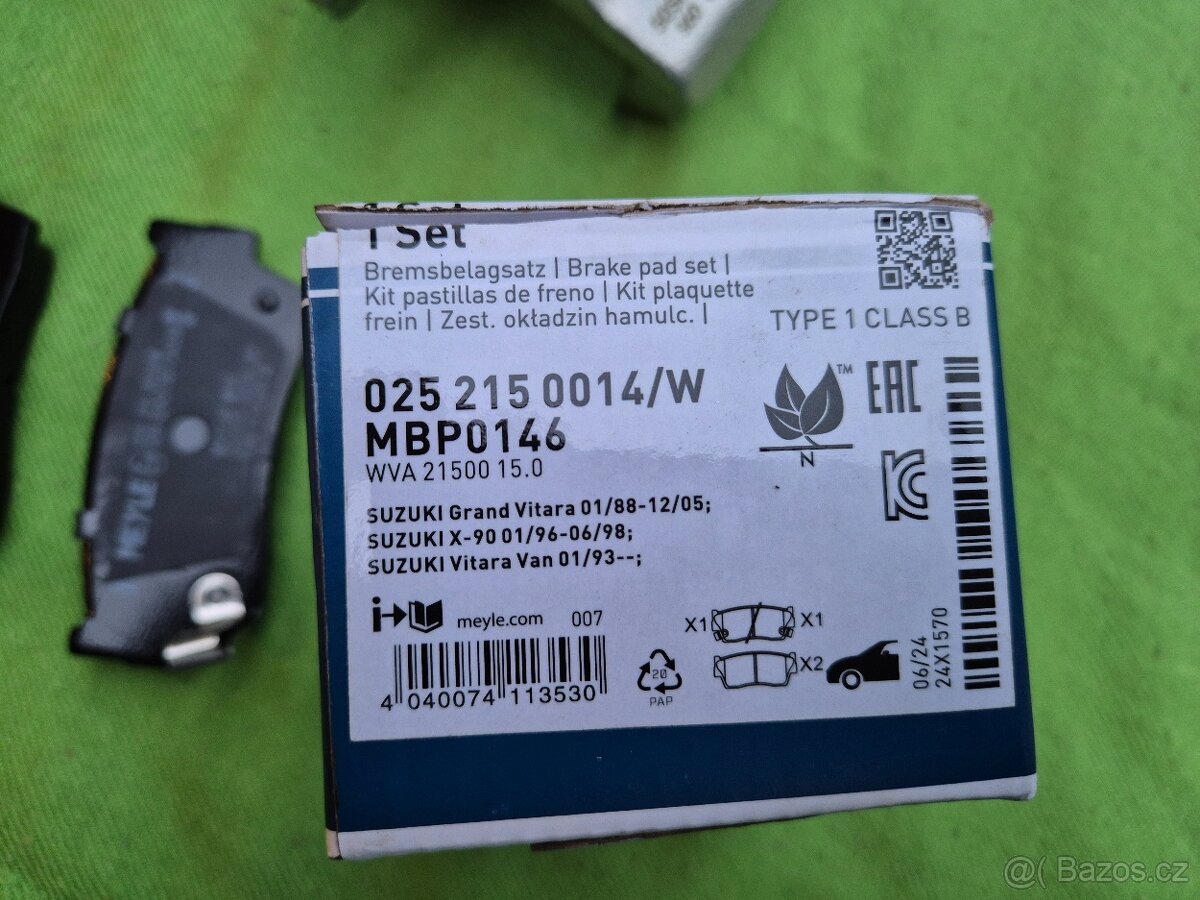 1 Set
Bremsbelagsatz | Brake pad set |
Kit pastillas de freno | Kit plaquette
frein | Zest. okładzin hamulc. |
TYPE 1 CLASS B
025 215 0014/W
MBP0146
WVA 21500 15.0
TM
N
EAC
SUZUKI Grand Vitara 01/88-12/05;
SUZUKI X-90 01/96-06/98;
SUZUKI Vitara Van 01/93--;
i
meyle.com 007
4 040074 113530
20
PAP
X1 X1
X2
06/24
24X1570
MEYLE
Bazos.cz